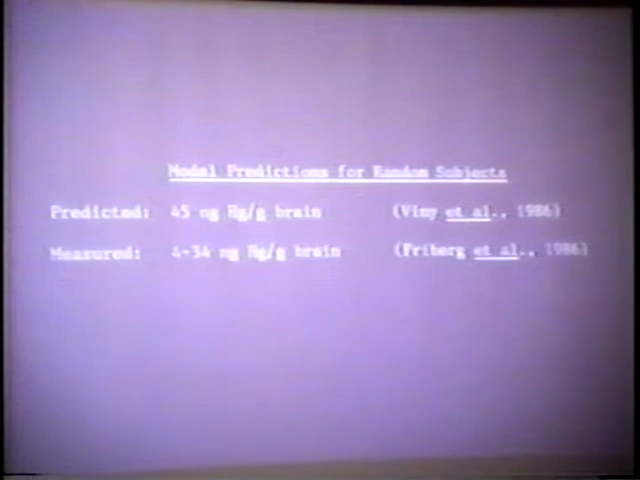 Model Predictions for Random Subjects
Predicted: 45 ng Hg/g brain (Vimy et al., 1986)
Measured: 4-34 ng Hg/g brain (Friberg et al., 1986)